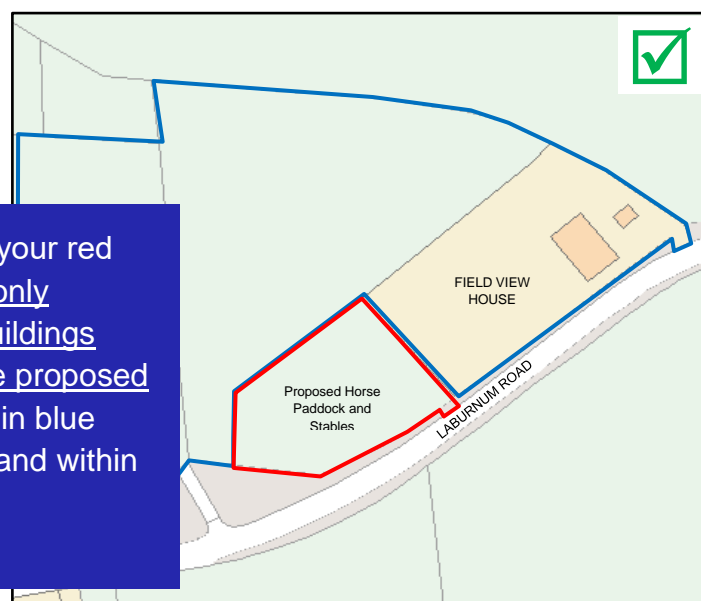 your red
only
uildings
e proposed
in blue
and within
FIELD VIEW
HOUSE
Proposed Horse
Paddock and
Stables
LABURNUM ROAD